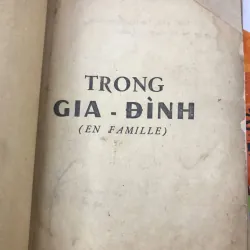 TRONG
GIA - ĐÌNH
(EN FAMILLE)